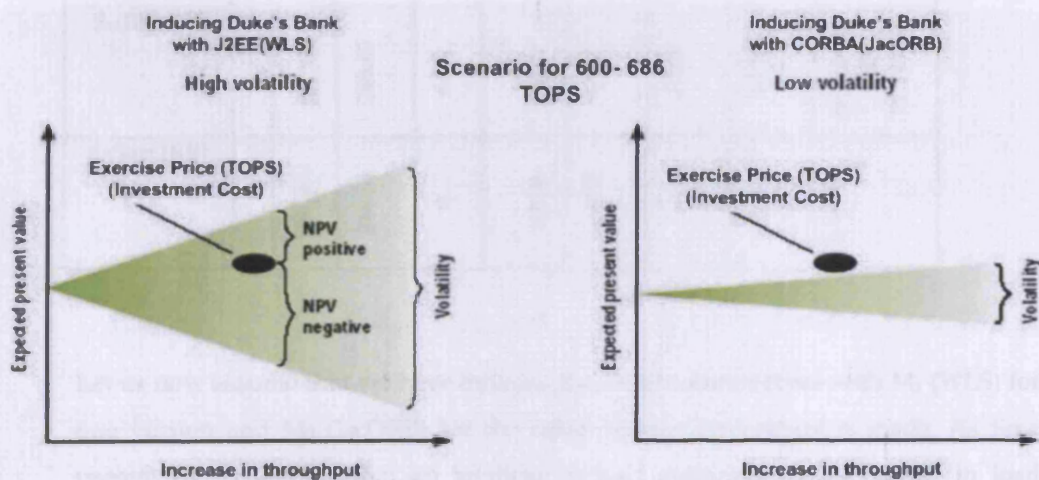 Inducing Duke's Bank
with J2EE(WLS)
High volatility
Scenario for 600- 686
TOPS
Inducing Duke's Bank
with CORBA(JacORB)
Low volatility
Exercise Price (TOPS)
(Investment Cost)
NPV
positive
NPV
negative
Volatility
Expected present value
Increase in throughput
Exercise Price (TOPS)
(Investment Cost)
Volatility
Expected present value
Increase in throughput